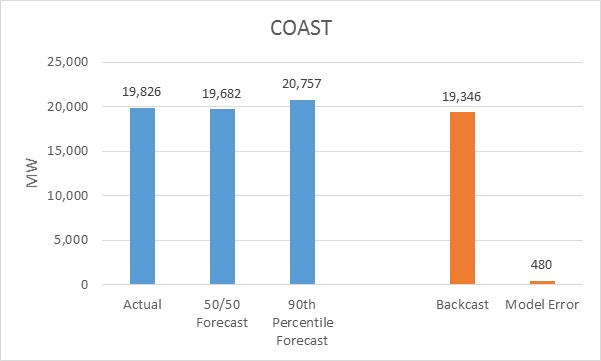 COAST
25,000
20,000
15,000
10,000
5,000
0
MW
19,826
19,682
20,757
19,346
480
Actual
50/50
Forecast
90th
Percentile
Forecast
Backcast
Model Error